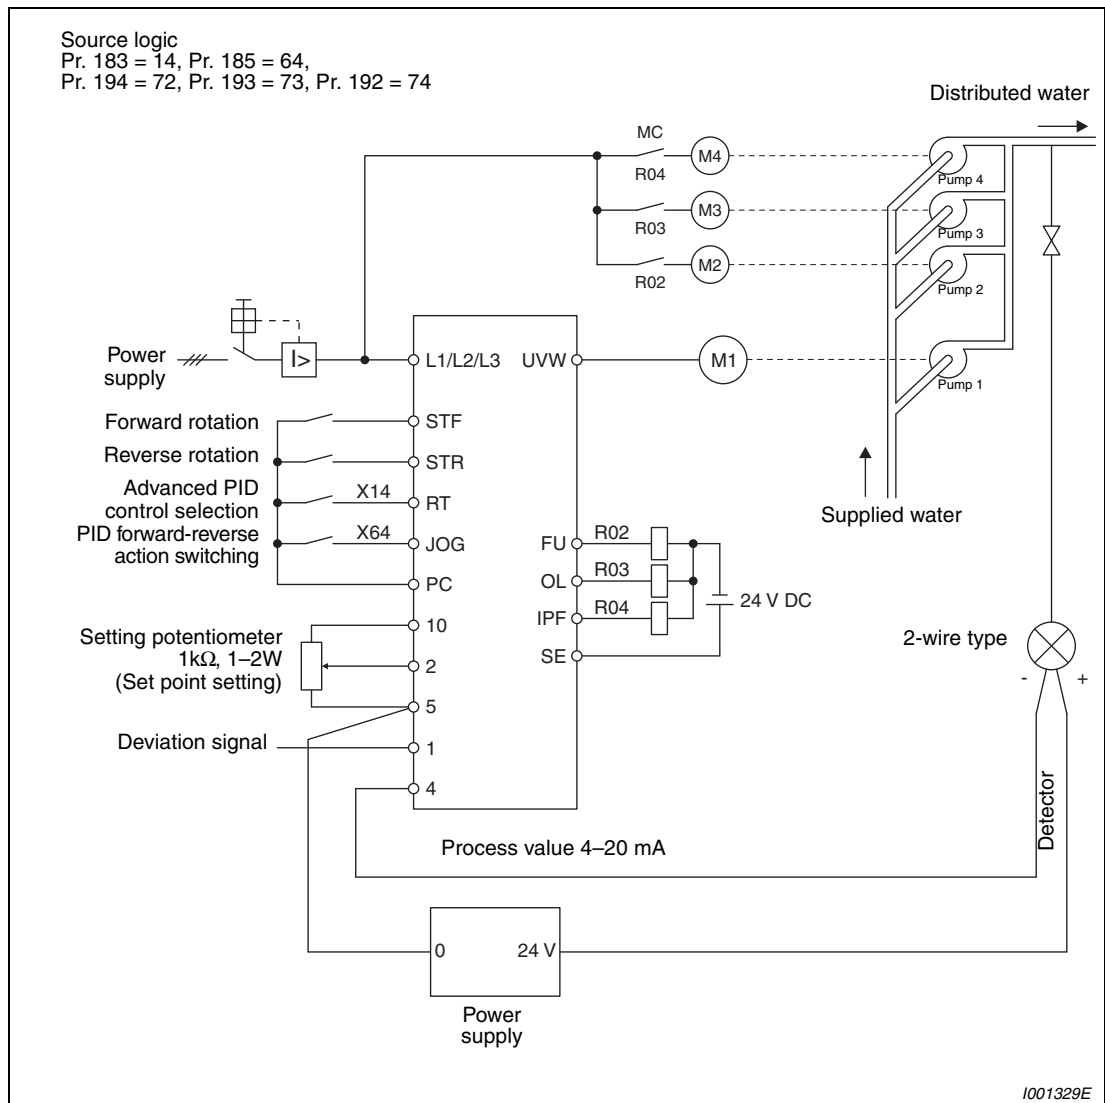 Source logic
Pr. 183 = 14, Pr. 185 = 64,
Pr. 194 = 72, Pr. 193 = 73, Pr. 192 = 74
Distributed water
MC
M4
R04
Pump 4
M3
R03
Pump 3
M2
R02
Pump 2
Power
supply
I>
L1/L2/L3
UVW
M1
Pump 1
Forward rotation
STF
Reverse rotation
STR
Advanced PID
control selection
X14
RT
Supplied water
PID forward-reverse
action switching
X64
JOG
FU
R02
PC
OL
R03
24 V DC
IPF
R04
SE
Setting potentiometer
1kΩ, 1–2W
(Set point setting)
10
2
5
2-wire type
- +
Deviation signal
1
4
Detector
Process value 4–20 mA
0
24 V
Power
supply
I001329E